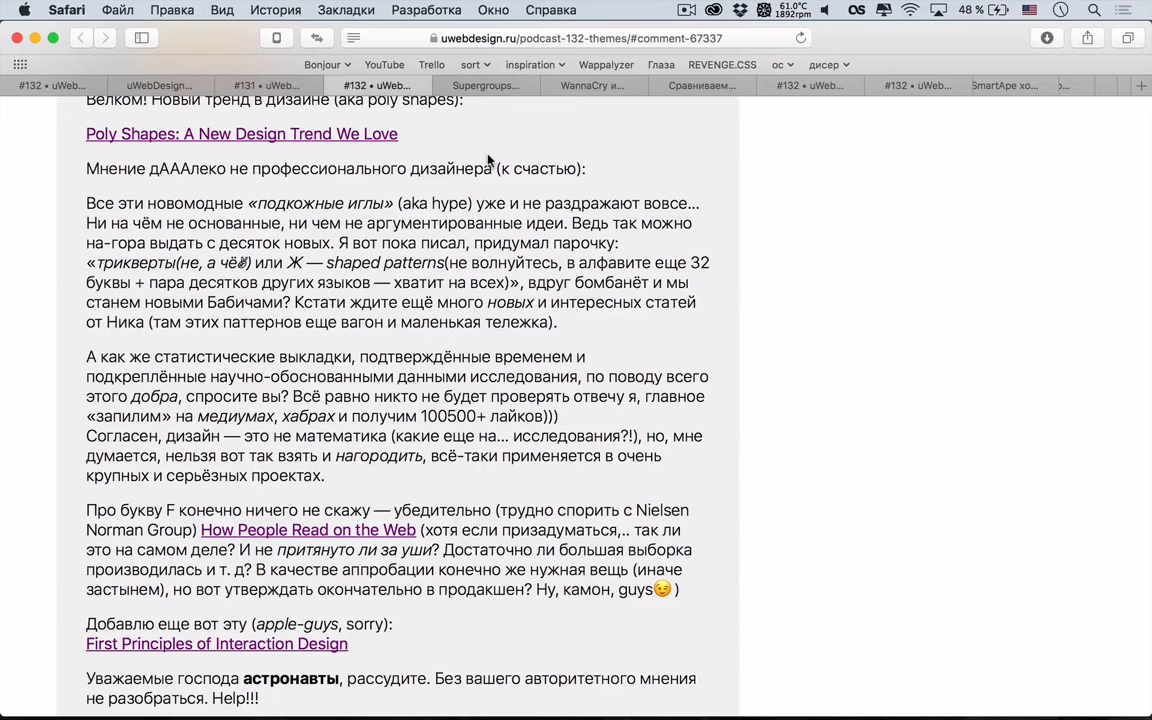 Safari Файл Правка Вид История Закладки Разработка Окно Справка 61.0°C 1892rpm 48 %
uwebdesign.ru/podcast-132-themes/#comment-67337
Bonjour YouTube Trello sort inspiration Wappalyzer Глаза REVENGE.CSS ос дисер
#132 • uWeb... uWebDesign... #131 • uWeb... #132 • uWeb... Supergroups... WannaCry и... Сравниваем... #132 • uWeb... #132 • uWeb... SmartApe хо...
Велком! Новый тренд в дизайне (aka poly shapes):
Poly Shapes: A New Design Trend We Love
Мнение дАААлеко не профессионального дизайнера (к счастью):
Все эти новомодные «подкожные иглы» (aka hype) уже и не раздражают вовсе...
Ни на чём не основанные, ни чем не аргументированные идеи. Ведь так можно
на-гора выдать с десяток новых. Я вот пока писал, придумал парочку:
«трикверты(не, а чё✌) или Ж — shaped patterns(не волнуйтесь, в алфавите еще 32
буквы + пара десятков других языков — хватит на всех)», вдруг бомбанёт и мы
станем новыми Бабичами? Кстати ждите ещё много новых и интересных статей
от Ника (там этих паттернов еще вагон и маленькая тележка).
А как же статистические выкладки, подтверждённые временем и
подкреплённые научно-обоснованными данными исследования, по поводу всего
этого добра, спросите вы? Всё равно никто не будет проверять отвечу я, главное
«запилим» на медиумах, хабрах и получим 100500+ лайков)))
Согласен, дизайн — это не математика (какие еще на... исследования?!), но, мне
думается, нельзя вот так взять и нагородить, всё-таки применяется в очень
крупных и серьёзных проектах.
Про букву F конечно ничего не скажу — убедительно (трудно спорить с Nielsen
Norman Group) How People Read on the Web (хотя если призадуматься,.. так ли
это на самом деле? И не притянуто ли за уши? Достаточно ли большая выборка
производилась и т. д? В качестве аппробации конечно же нужная вещь (иначе
застынем), но вот утверждать окончательно в продакшен? Ну, камон, guys😉 )
Добавлю еще вот эту (apple-guys, sorry):
First Principles of Interaction Design
Уважаемые господа астронавты, рассудите. Без вашего авторитетного мнения
не разобраться. Help!!!